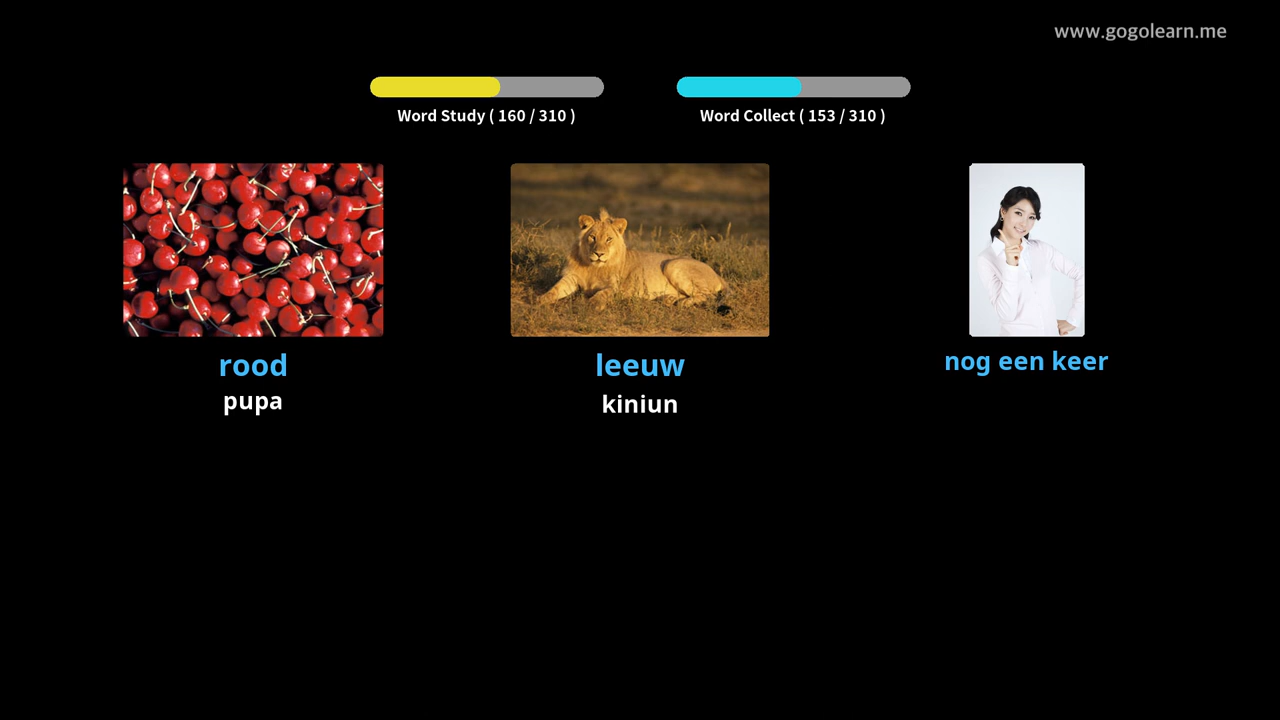 www.gogolearn.me
Word Study ( 160 / 310 )
Word Collect ( 153 / 310 )
rood
pupa
leeuw
kiniun
nog een keer